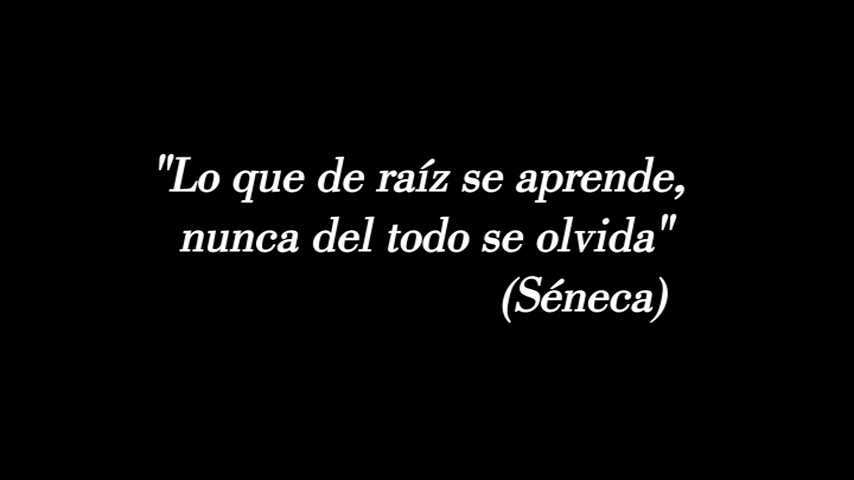 "Lo que de raíz se aprende,
nunca del todo se olvida"
(Séneca)